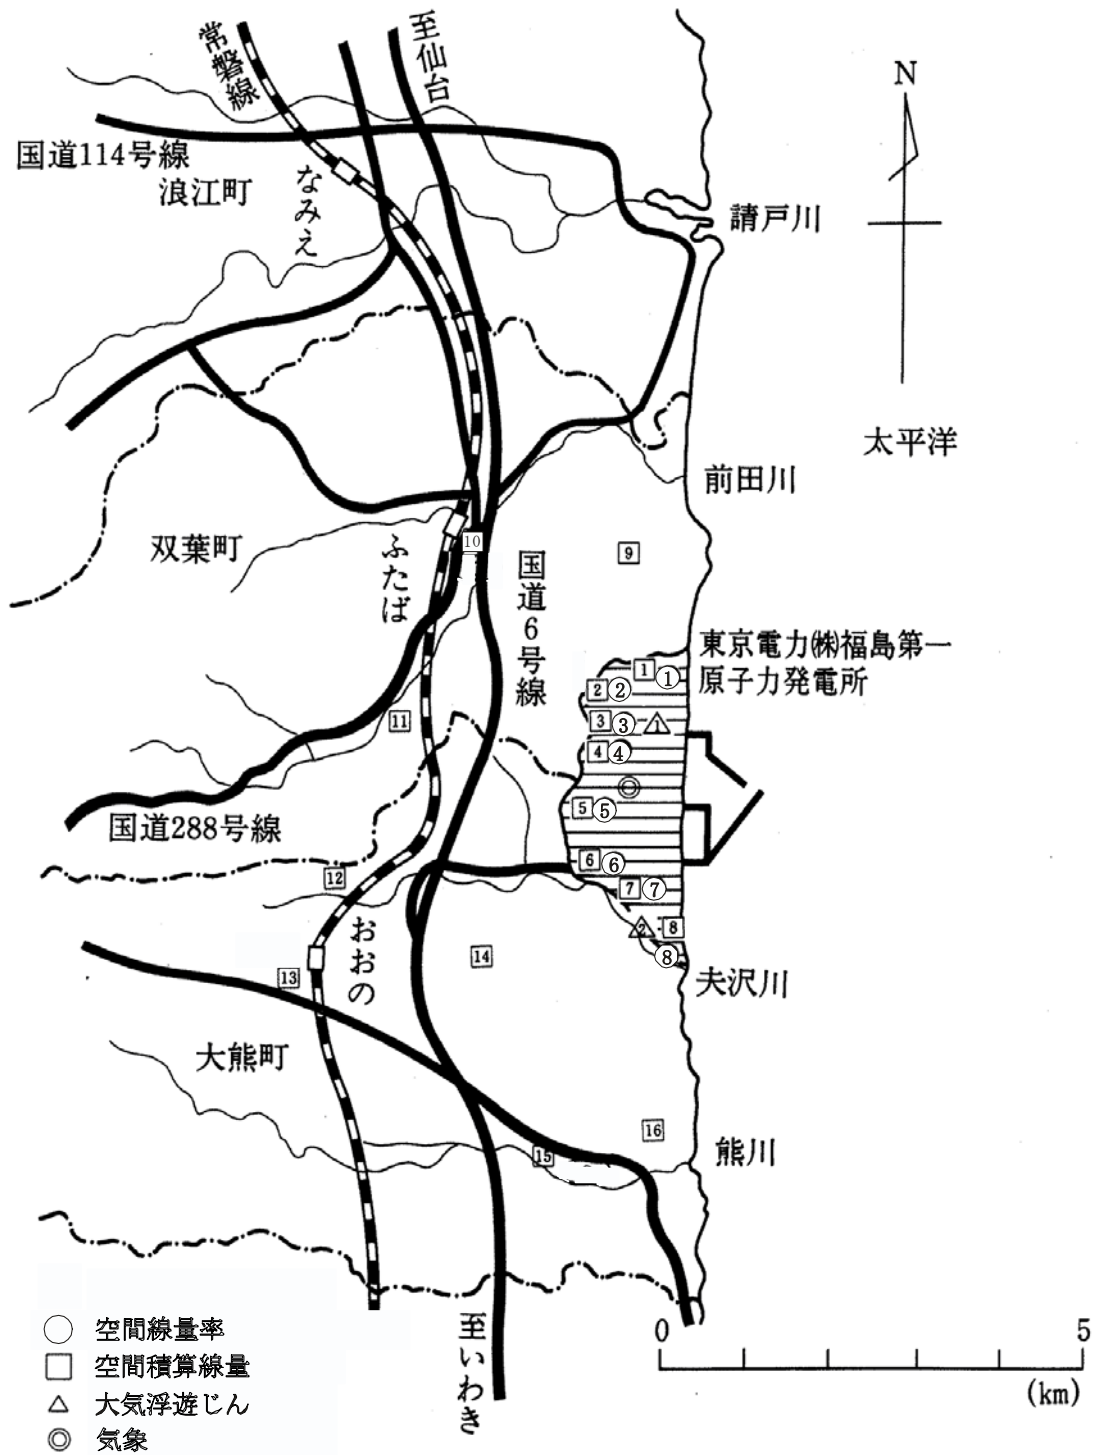 常磐線
至仙台
N
国道114号線
浪江町
なみえ
請戸川
太平洋
前田川
双葉町
ふたば
10
9
国道6号線
東京電力㈱福島第一
原子力発電所
1 ①
2 ②
3 ③ 1
11
4 ④
5 ⑤
国道288号線
6 ⑥
12
7 ⑦
2 8
おおの
14
⑧
13
夫沢川
大熊町
16
熊川
15
○ 空間線量率
□ 空間積算線量
△ 大気浮遊じん
◎ 気象
至いわき
0 5
(km)